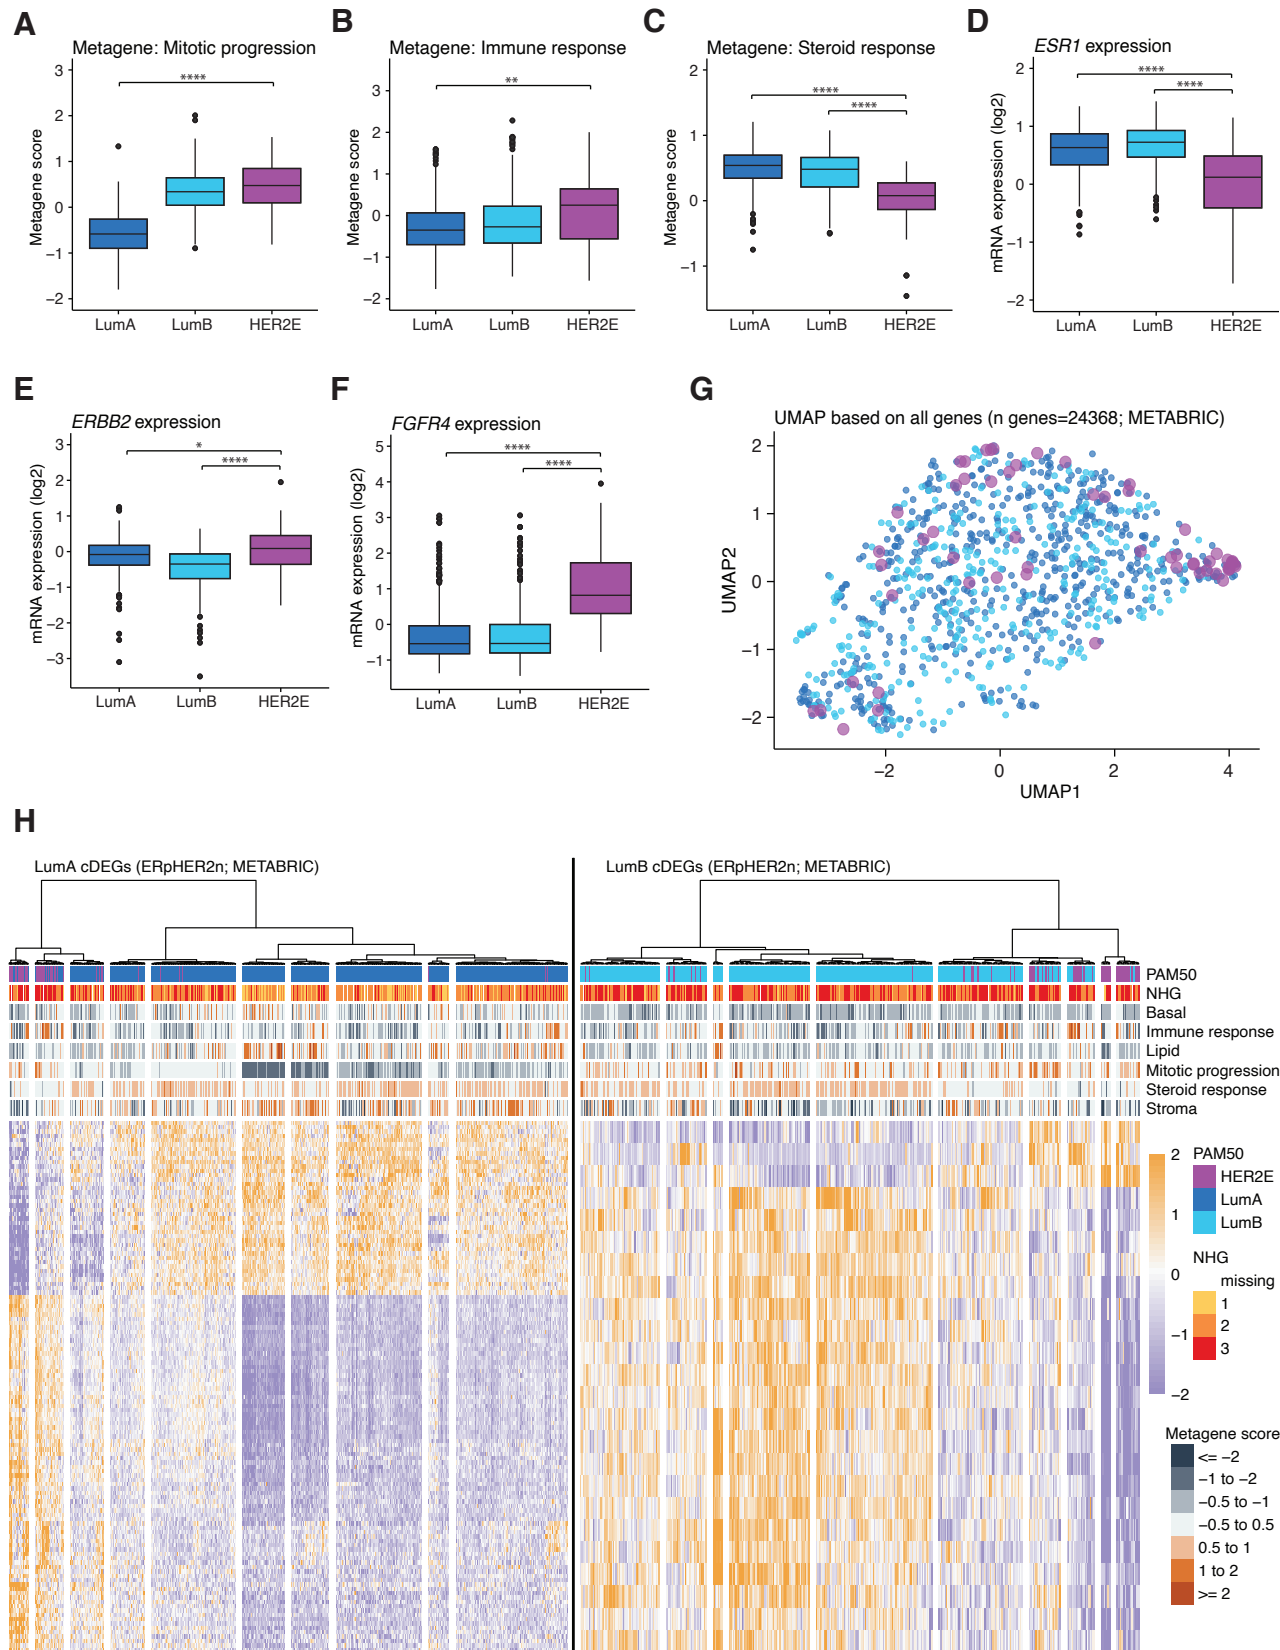 A
Metagene: Mitotic progression
Metagene score
3
2
1
0
−1
−2
****
LumA LumB HER2E
B
Metagene: Immune response
Metagene score
3
2
1
0
−1
−2
**
LumA LumB HER2E
C
Metagene: Steroid response
Metagene score
2
1
0
−1
****
****
LumA LumB HER2E
D
ESR1 expression
mRNA expression (log2)
2
1
0
−1
−2
****
****
LumA LumB HER2E
E
ERBB2 expression
mRNA expression (log2)
3
2
1
0
−1
−2
−3
*
****
LumA LumB HER2E
F
FGFR4 expression
mRNA expression (log2)
5
4
3
2
1
0
−1
****
****
LumA LumB HER2E
G
UMAP based on all genes (n genes=24368; METABRIC)
UMAP2
2
1
0
−1
−2
−2 0 2 4
UMAP1
H
LumA cDEGs (ERpHER2n; METABRIC)
LumB cDEGs (ERpHER2n; METABRIC)
PAM50
NHG
Basal
Immune response
Lipid
Mitotic progression
Steroid response
Stroma
2
1
0
−1
−2
PAM50
HER2E
LumA
LumB
NHG
missing
1
2
3
Metagene score
<= −2
−1 to −2
−0.5 to −1
−0.5 to 0.5
0.5 to 1
1 to 2
>= 2